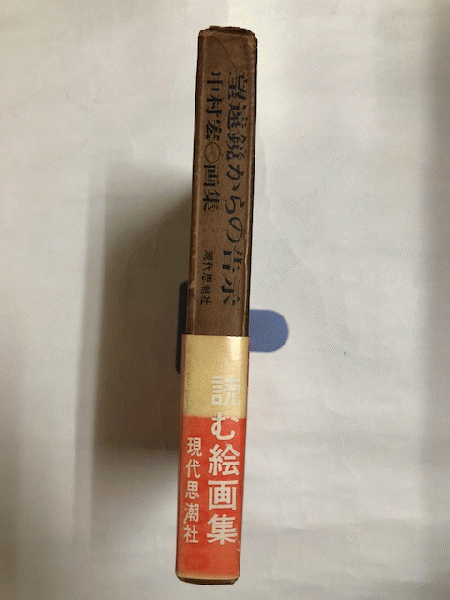 望遠鏡からの告示
中村宏〇画集
現代思潮社
読む絵画集
現代思潮社